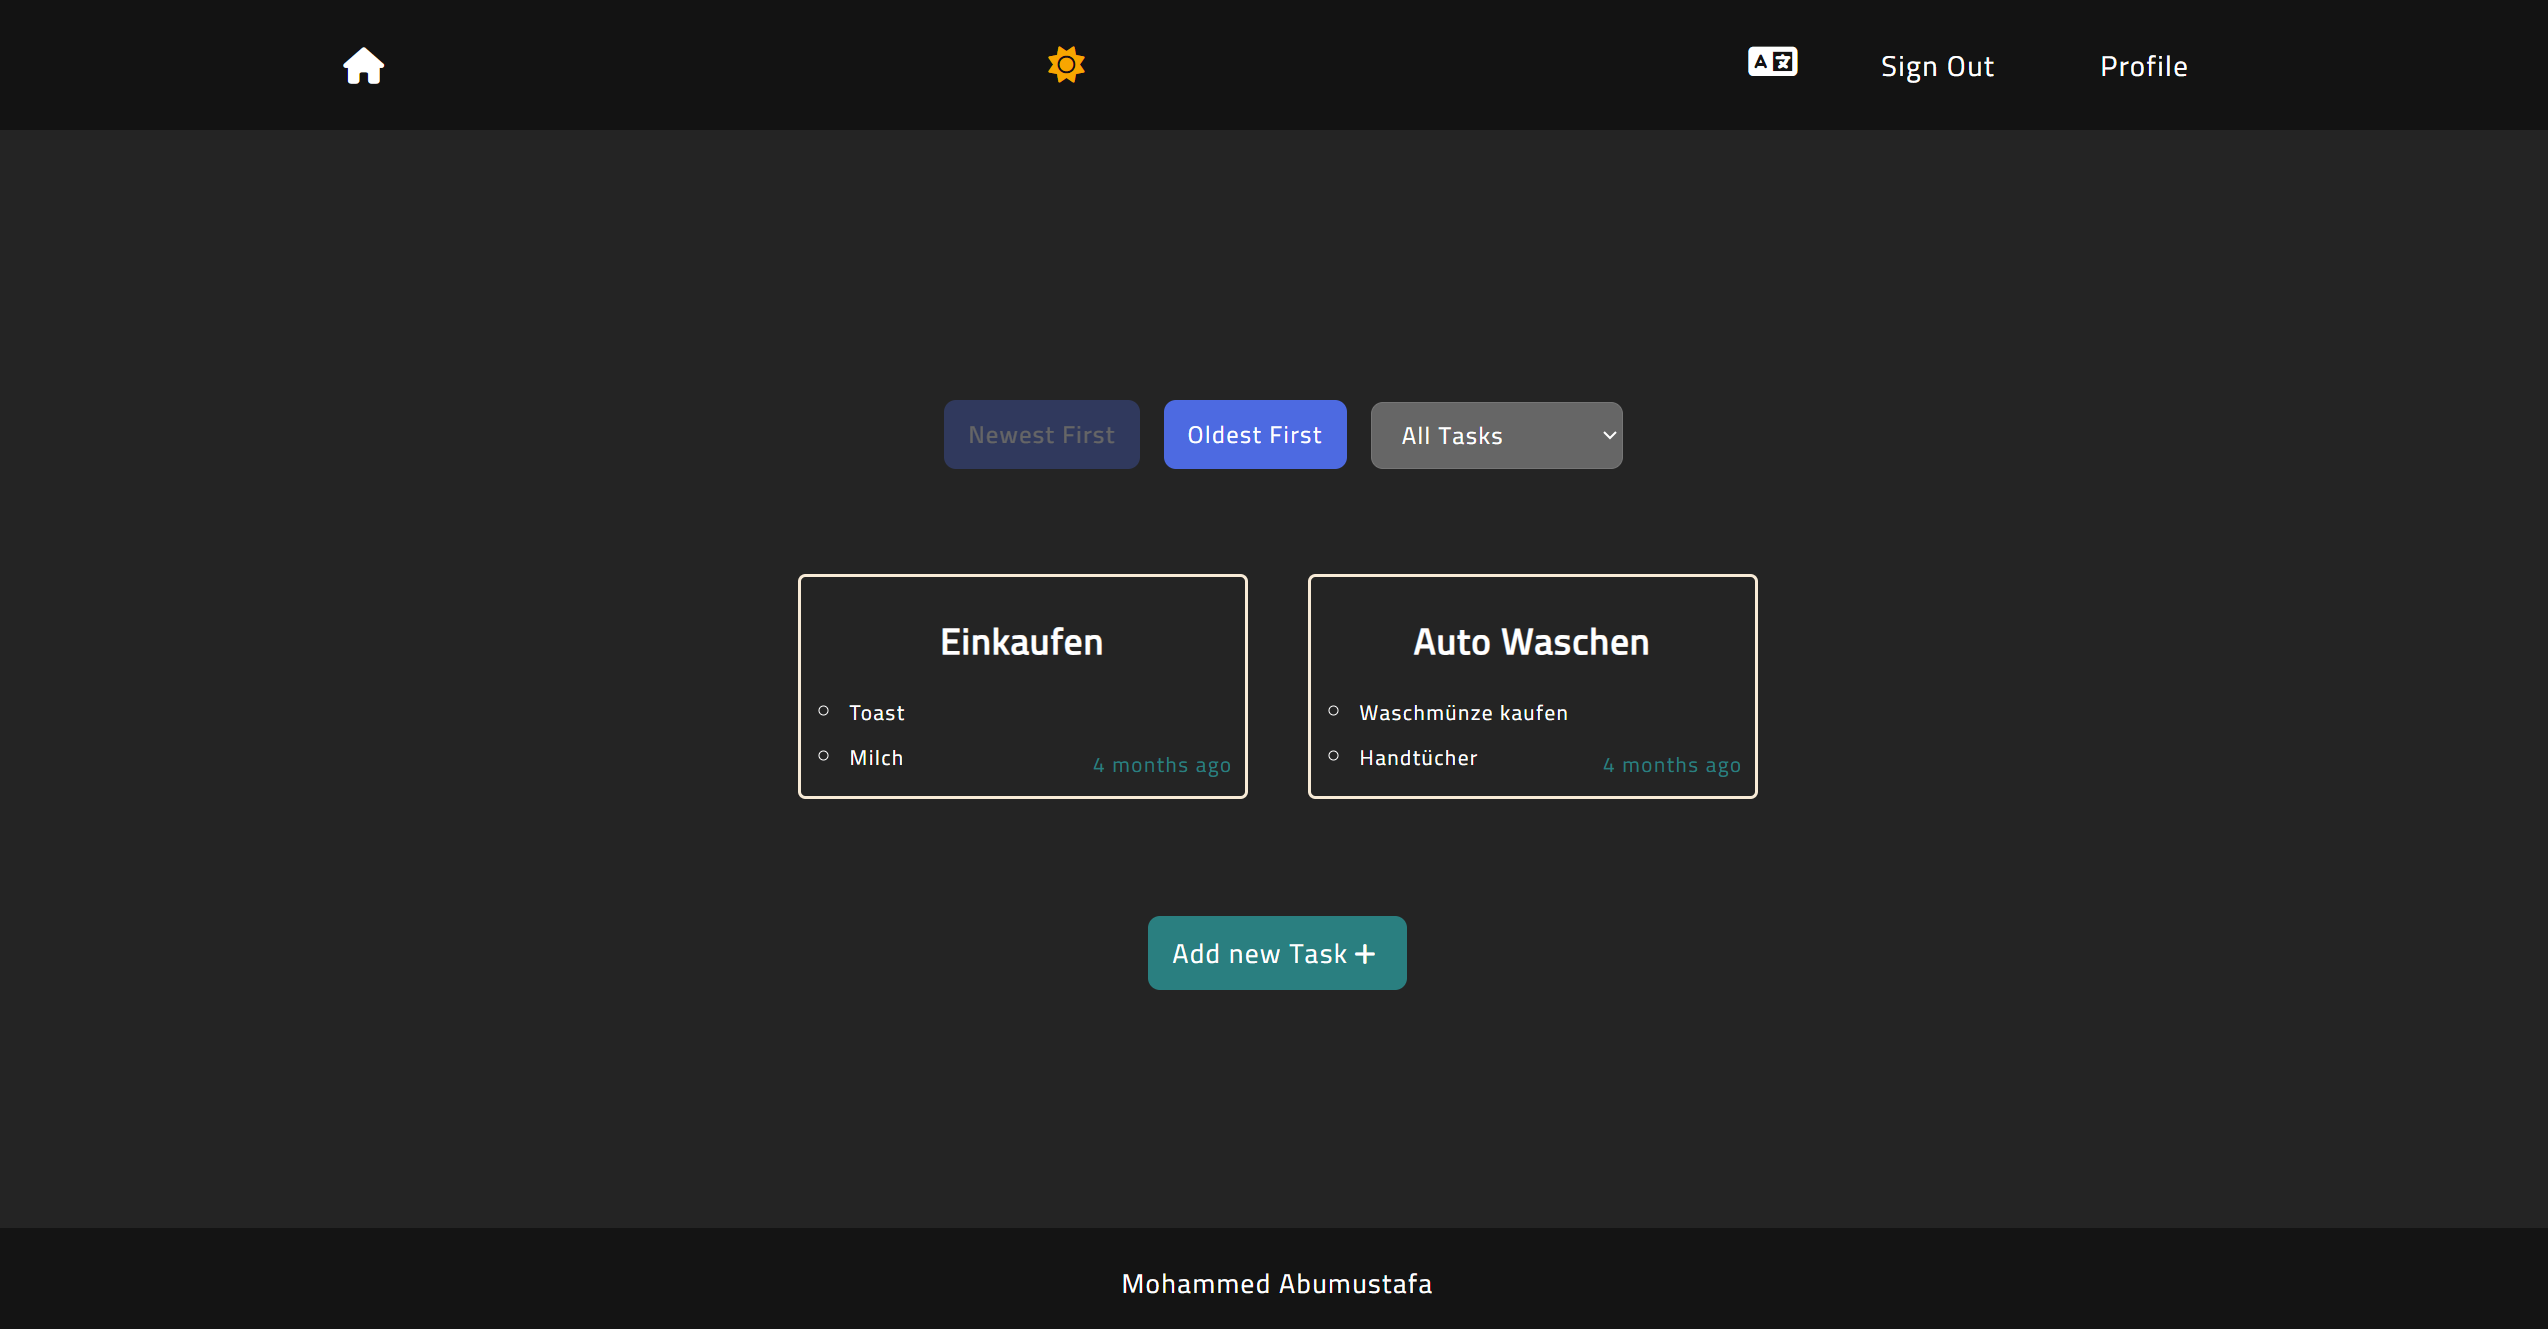 Sign Out
Profile
Newest First
Oldest First
All Tasks
Einkaufen
Toast
Milch
4 months ago
Auto Waschen
Waschmünze kaufen
Handtücher
4 months ago
Add new Task
Mohammed Abumustafa